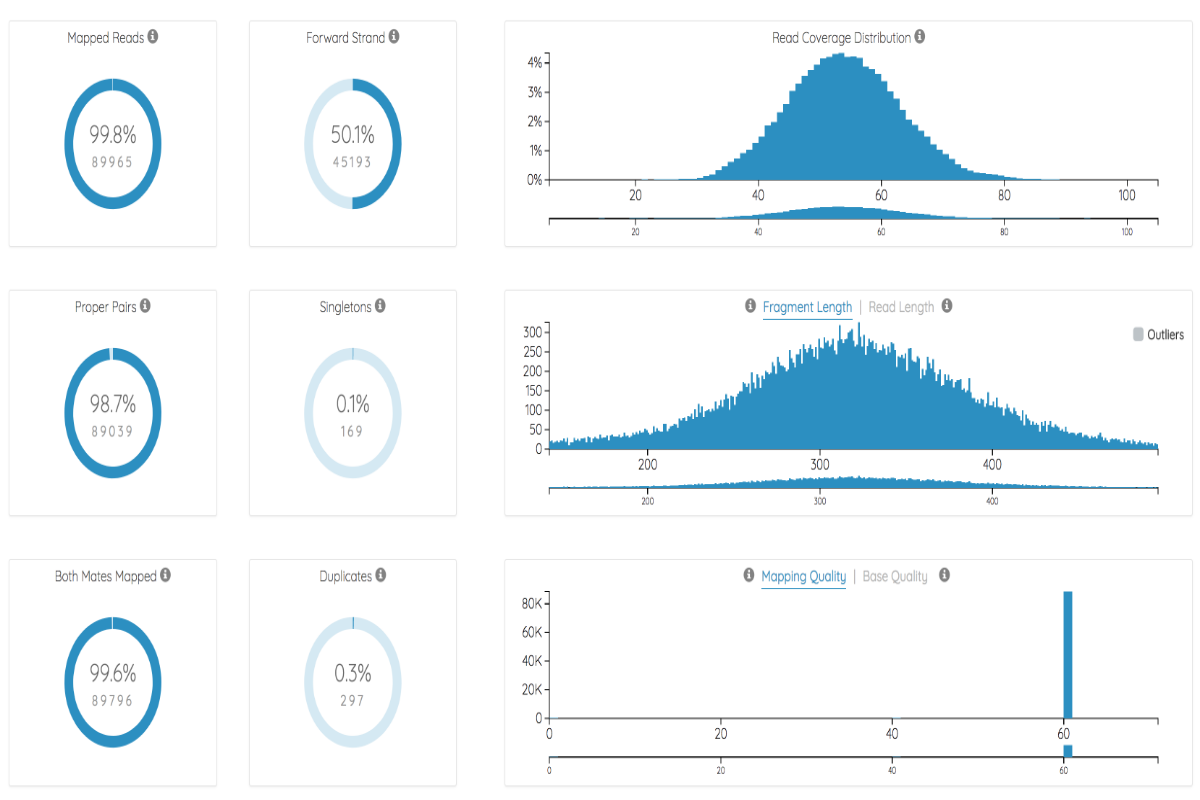 Mapped Reads
99.8%
89965
Forward Strand
50.1%
45193
Read Coverage Distribution
4%
3%
2%
1%
0%
20 40 60 80 100
20 40 60 80 100
Proper Pairs
98.7%
89039
Singletons
0.1%
169
Fragment Length | Read Length
Outliers
300
250
200
150
100
50
0
200 300 400
200 300 400
Both Mates Mapped
99.6%
89796
Duplicates
0.3%
297
Mapping Quality | Base Quality
80K
60K
40K
20K
0
0 20 40 60
0 20 40 60